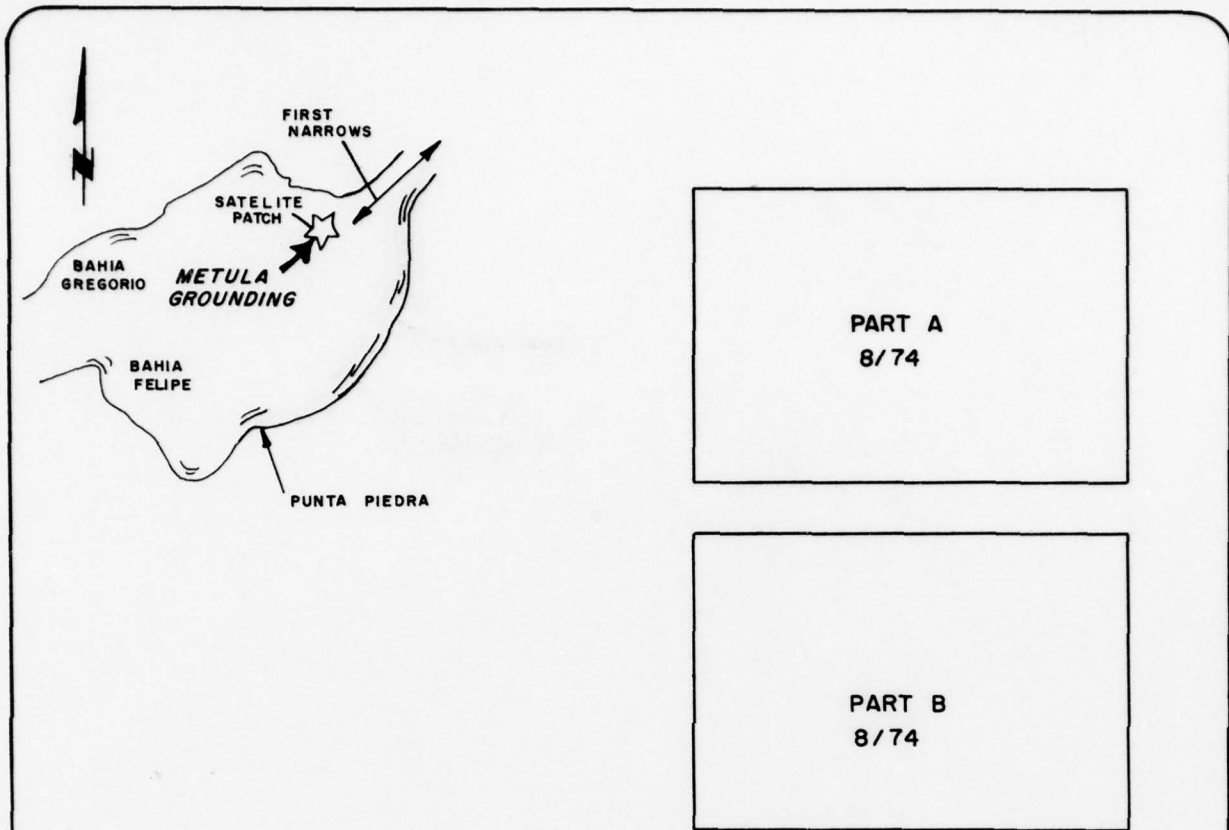 FIRST
NARROWS
SATELITE
PATCH
BAHIA
GREGORIO
METULA
GROUNDING
BAHIA
FELIPE
PUNTA PIEDRA
PART A
8/74
PART B
8/74